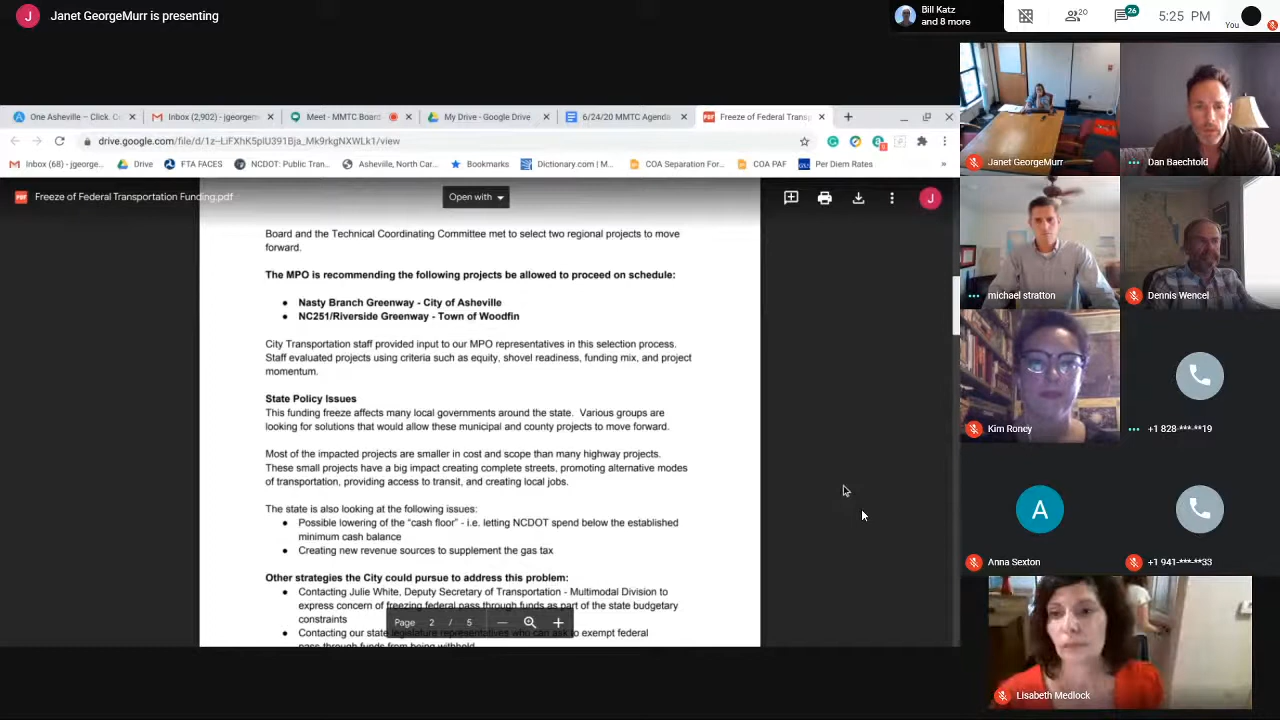 J Janet GeorgeMurr is presenting
Bill Katz
and 8 more
20
26
5:25 PM
You
One Asheville – Click. C
Inbox (2,902) - jgeorgem
Meet - MMTC Board
My Drive - Google Drive
6/24/20 MMTC Agenda
Freeze of Federal Transp
Inbox (68) - jgeorge...
Drive
FTA FACES
NCDOT: Public Tran...
Asheville, North Car...
Bookmarks
Dictionary.com | M...
COA Separation For...
COA PAF
Per Diem Rates
»
Freeze of Federal Transportation Funding.pdf
Open with
J
Board and the Technical Coordinating Committee met to select two regional projects to move
forward.
The MPO is recommending the following projects be allowed to proceed on schedule:
● Nasty Branch Greenway - City of Asheville
● NC251/Riverside Greenway - Town of Woodfin
City Transportation staff provided input to our MPO representatives in this selection process.
Staff evaluated projects using criteria such as equity, shovel readiness, funding mix, and project
momentum.
State Policy Issues
This funding freeze affects many local governments around the state. Various groups are
looking for solutions that would allow these municipal and county projects to move forward.
Most of the impacted projects are smaller in cost and scope than many highway projects.
These small projects have a big impact creating complete streets, promoting alternative modes
of transportation, providing access to transit, and creating local jobs.
The state is also looking at the following issues:
● Possible lowering of the “cash floor” - i.e. letting NCDOT spend below the established
minimum cash balance
● Creating new revenue sources to supplement the gas tax
Other strategies the City could pursue to address this problem:
● Contacting Julie White, Deputy Secretary of Transportation - Multimodal Division to
express concern of freezing federal pass through funds as part of the state budgetary
constraints
● Contacting our state legislature representatives who can ask to exempt federal
pass through funds from being withheld
Page 2 / 5
Janet GeorgeMurr
Dan Baechtold
michael stratton
Dennis Wencel
Kim Roney
+1 828-***-**19
A
Anna Sexton
+1 941-***-**33
Lisabeth Medlock